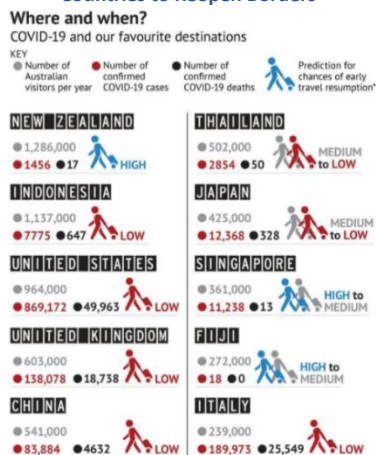 Countries to Reopen Borders
Where and when?
COVID-19 and our favourite destinations
KEY
Number of Australian visitors per year
Number of confirmed COVID-19 cases
Number of confirmed COVID-19 deaths
Prediction for chances of early travel resumption*
NEW ZEALAND
1,286,000
1456 17 HIGH
INDONESIA
1,137,000
7775 647 LOW
UNITED STATES
964,000
869,172 49,963 LOW
UNITED KINGDOM
603,000
138,078 18,738 LOW
CHINA
541,000
83,884 4632 LOW
THAILAND
502,000
MEDIUM
2854 50 to LOW
JAPAN
425,000
MEDIUM
12,368 328 to LOW
SINGAPORE
361,000
HIGH to
11,238 13 MEDIUM
FIJI
272,000
HIGH to
18 0 MEDIUM
ITALY
239,000
189,973 25,549 LOW